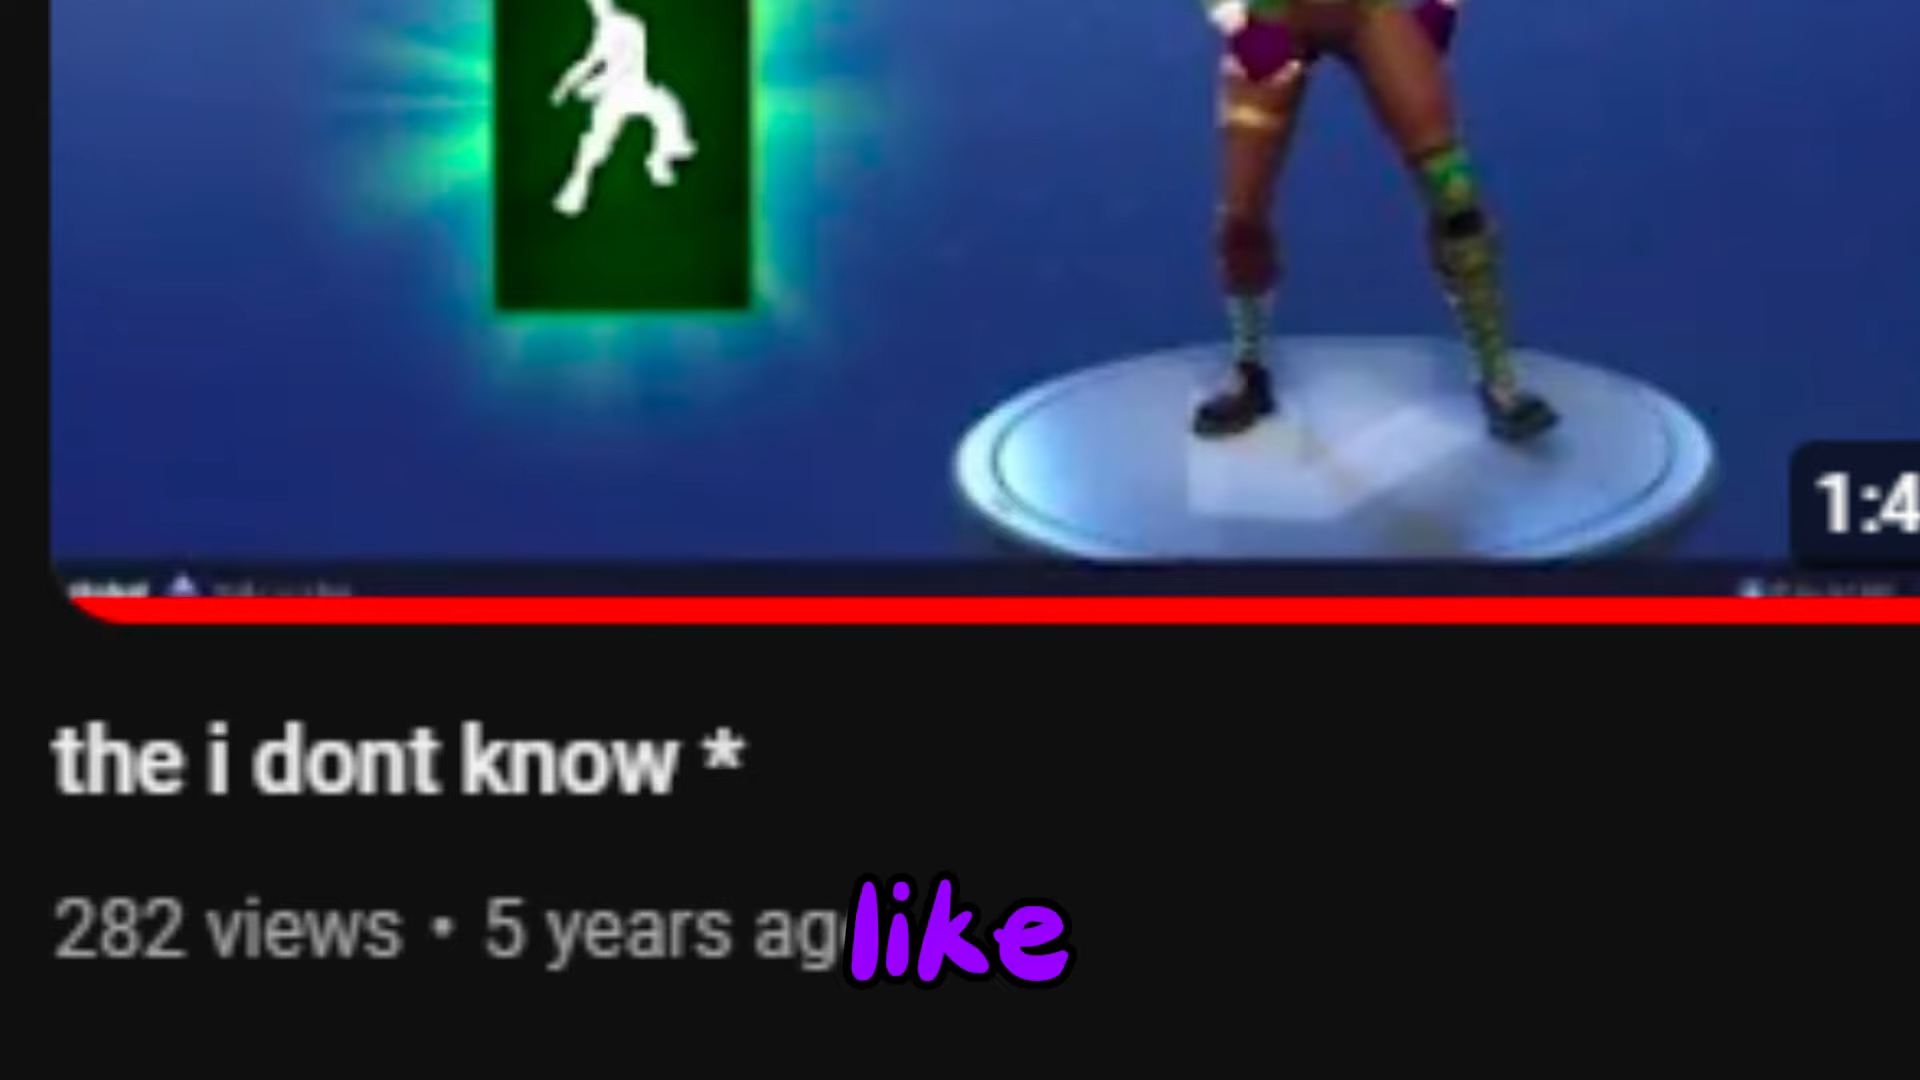 1:4
the i dont know *
282 views • 5 years ag
like